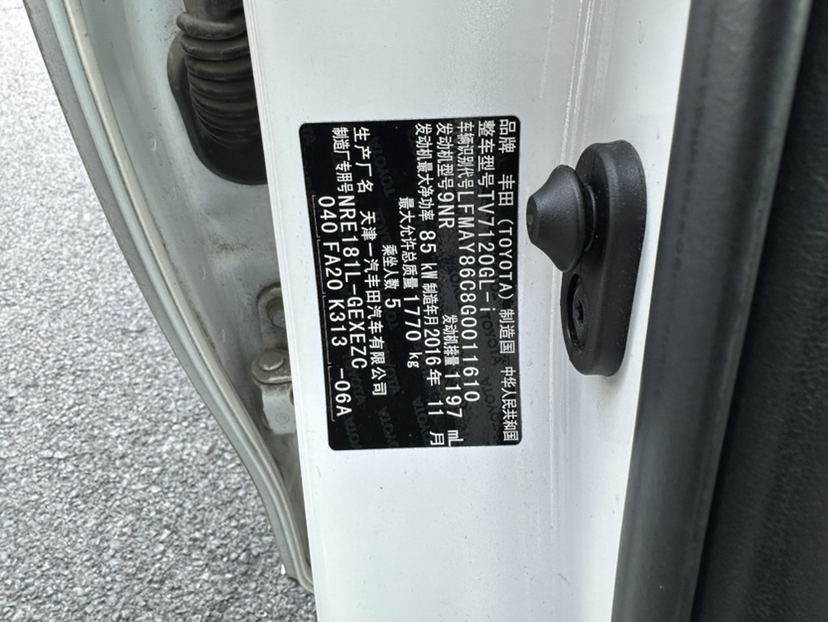 品牌 丰田（TOYOTA）制造国 中华人民共和国
整车型号 TV7120GL-i
车辆识别代号 LFMAY86C8G0011610
发动机型号 9NR 发动机排量 1197 mL
发动机最大净功率 85 kW 制造年月 2016 年 11 月
最大允许总质量 1770 kg
乘坐人数 5
生产厂名 天津一汽丰田汽车有限公司
制造厂专用号 NRE181L-GEXEZC
040 FA20 K313 -06A